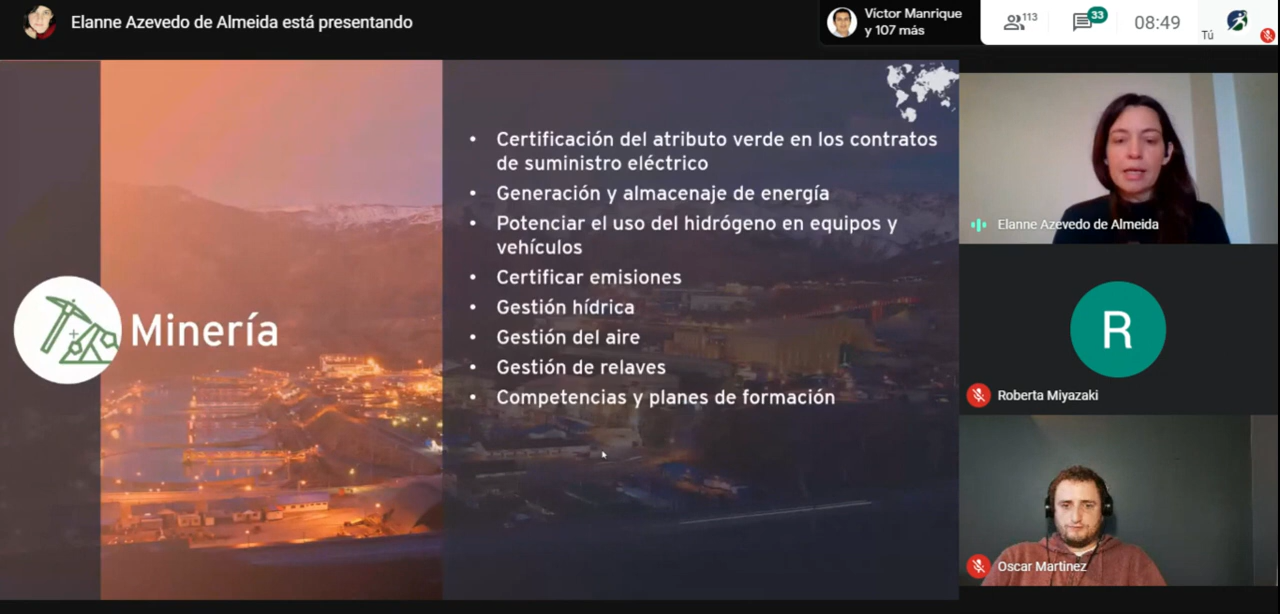 Elanne Azevedo de Almeida está presentando
Víctor Manrique
y 107 más
113
33
08:49
Tú
Minería
• Certificación del atributo verde en los contratos
de suministro eléctrico
• Generación y almacenaje de energía
• Potenciar el uso del hidrógeno en equipos y
vehículos
• Certificar emisiones
• Gestión hídrica
• Gestión del aire
• Gestión de relaves
• Competencias y planes de formación
Elanne Azevedo de Almeida
R
Roberta Miyazaki
Oscar Martinez